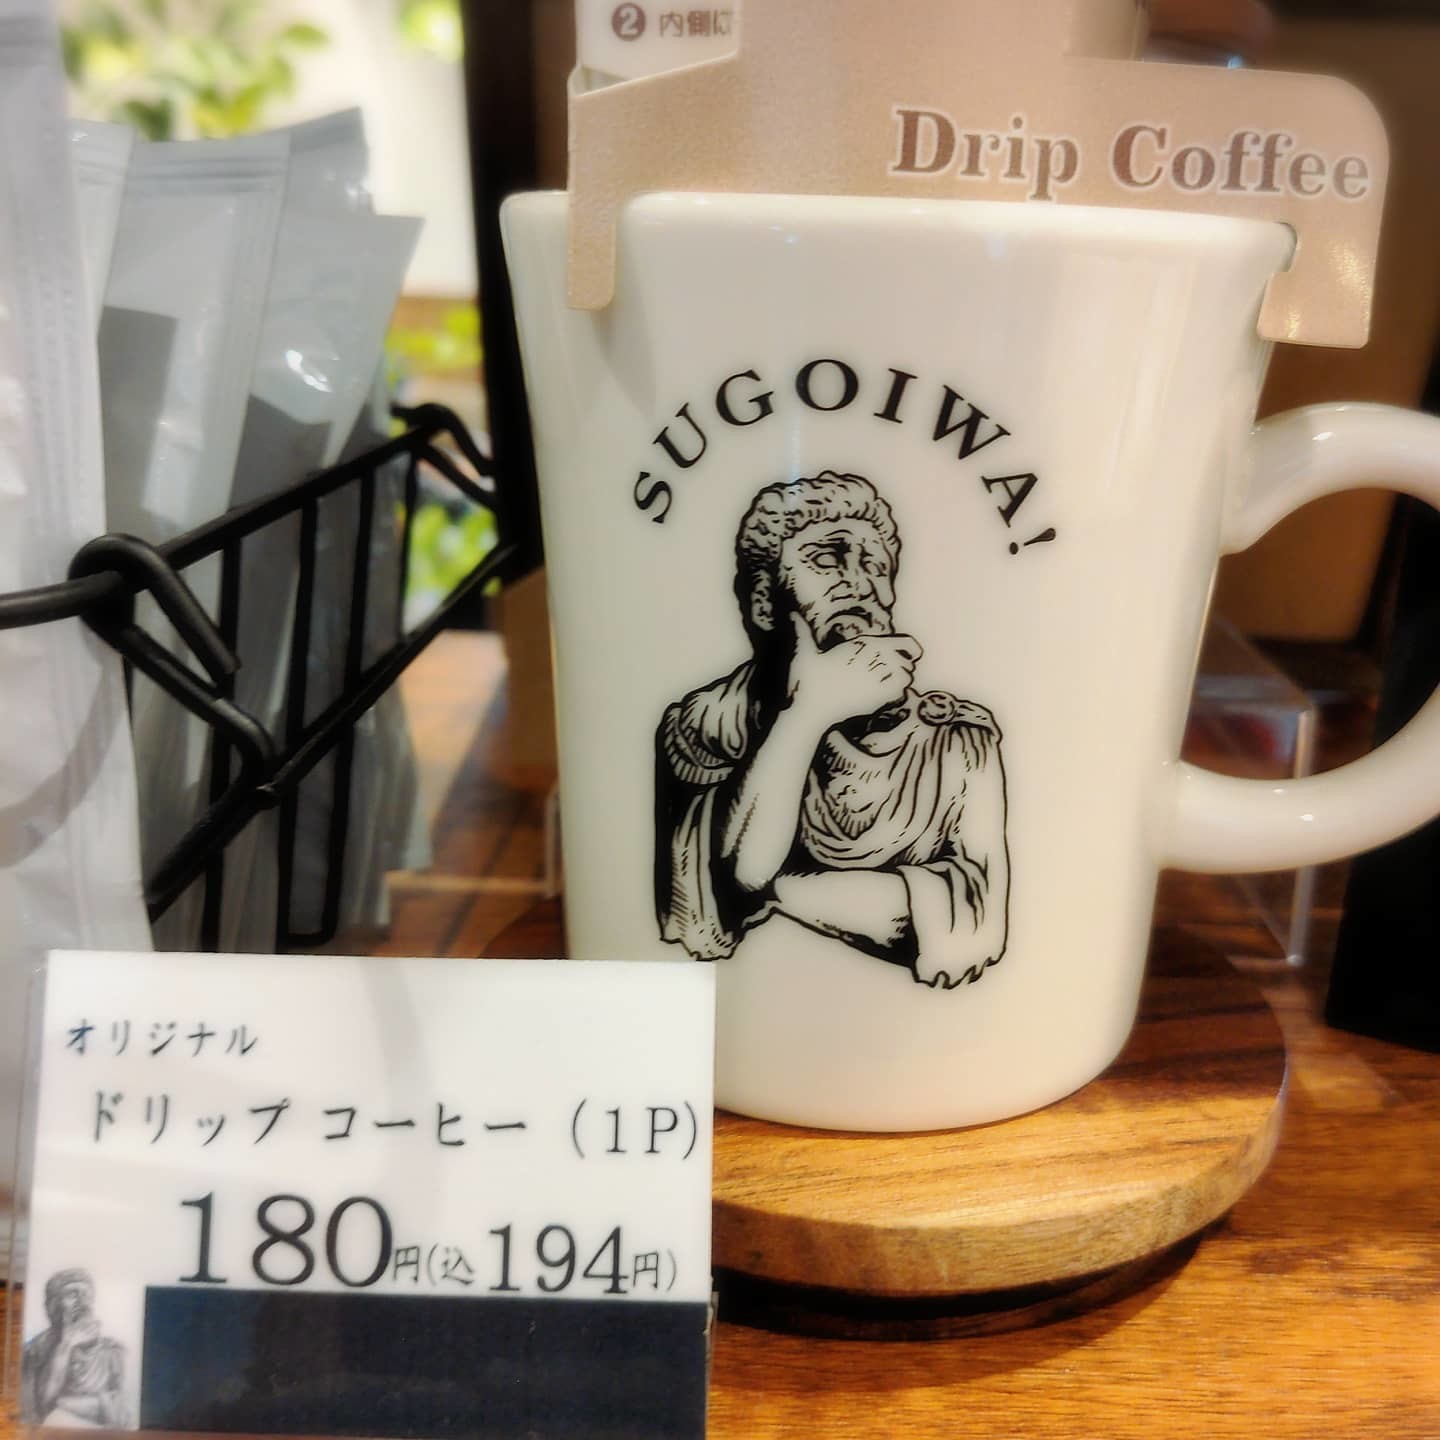 ❷ 内側に
Drip Coffee
SUGOIWA!
オリジナル
ドリップ コーヒー (1P)
180円(込194円)